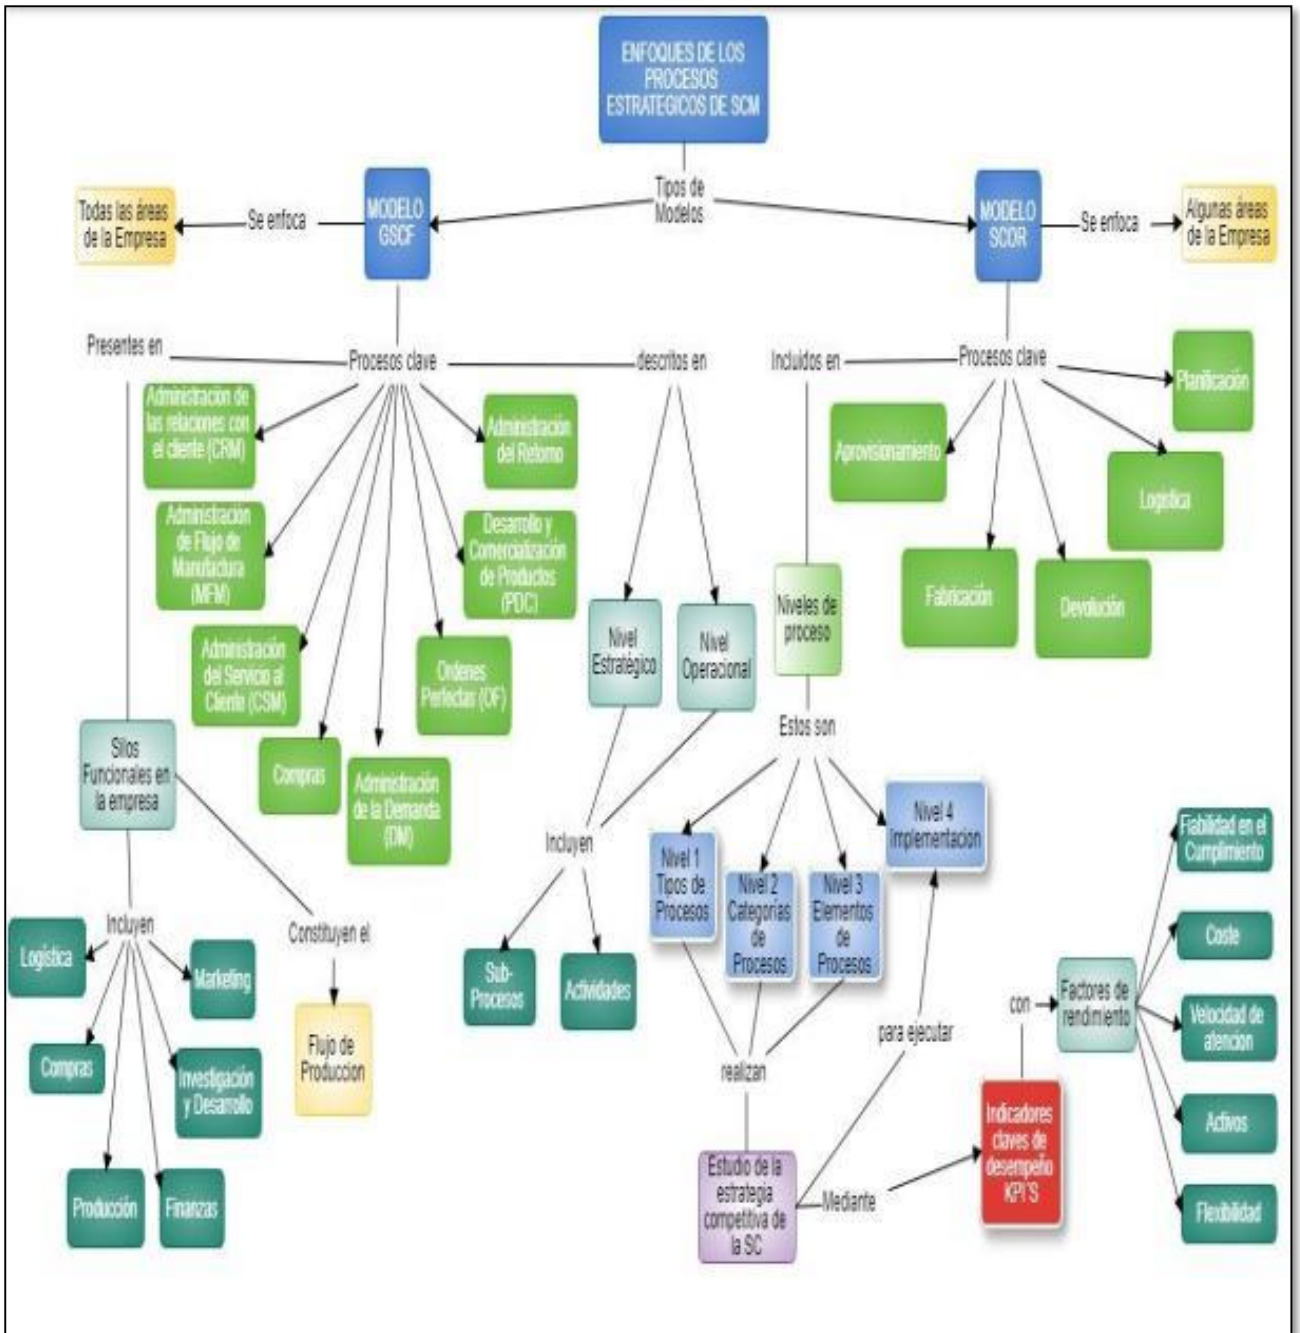 ENFOQUES DE LOS
PROCESOS
ESTRATEGICOS DE SCM
Tipos de
Modelos
MODELO
GSCF
Se enfoca
Todas las áreas
de la Empresa
MODELO
SCOR
Se enfoca
Algunas áreas
de la Empresa
Presentes en
Procesos clave
descritos en
Administración de
las relaciones con
el cliente (CRM)
Administración
del Retorno
Administración
de Flujo de
Manufactura
(MFM)
Desarrollo y
Comercialización
de Productos
(PDC)
Administración
del Servicio al
Cliente (CSM)
Ordenes
Perfectas (OF)
Compras
Administración
de la Demanda
(DM)
Nivel
Estratégico
Nivel
Operacional
Incluyen
Sub-
Procesos
Actividades
Silos
Funcionales en
la empresa
Incluyen
Logística
Marketing
Compras
Investigación
y Desarrollo
Producción
Finanzas
Constituyen el
Flujo de
Produccion
Incluidos en
Procesos clave
Planificación
Aprovisionamiento
Logística
Fabricación
Devolución
Niveles de
proceso
Estos son
Nivel 1
Tipos de
Procesos
Nivel 2
Categorías
de
Procesos
Nivel 3
Elementos
de
Procesos
Nivel 4
Implementacion
realizan
para ejecutar
Estudio de la
estrategia
competitiva de
la SC
Mediante
Indicadores
claves de
desempeño
KPI´S
con
Factores de
rendimiento
Fiabilidad en el
Cumplimiento
Coste
Velocidad de
atencion
Activos
Flexibilidad